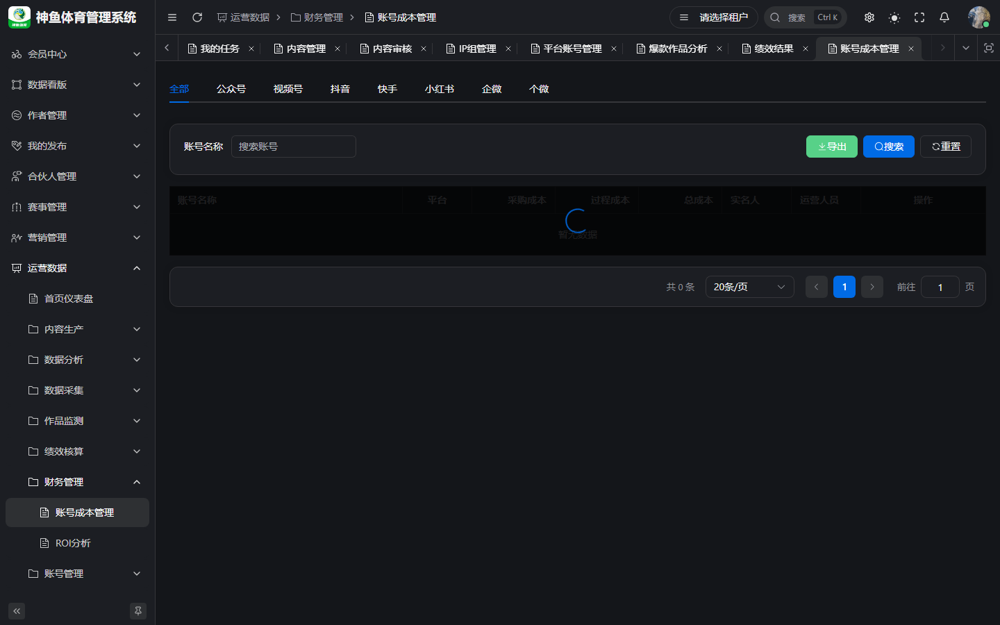 神鱼体育管理系统
运营数据
财务管理
账号成本管理
请选择租户
搜索
Ctrl K
会员中心
数据看版
作者管理
我的发布
合伙人管理
赛事管理
营销管理
运营数据
首页仪表盘
内容生产
数据分析
数据采集
作品监测
绩效核算
财务管理
账号成本管理
ROI分析
账号管理
我的任务
内容管理
内容审核
IP组管理
平台账号管理
爆款作品分析
绩效结果
账号成本管理
全部 公众号 视频号 抖音 快手 小红书 企微 个微
账号名称 搜索账号 导出 搜索 重置
账号名称 平台 采购成本 过程成本 总成本 实名人 运营人员 操作
暂无数据
共 0 条 20条/页 1 前往 1 页